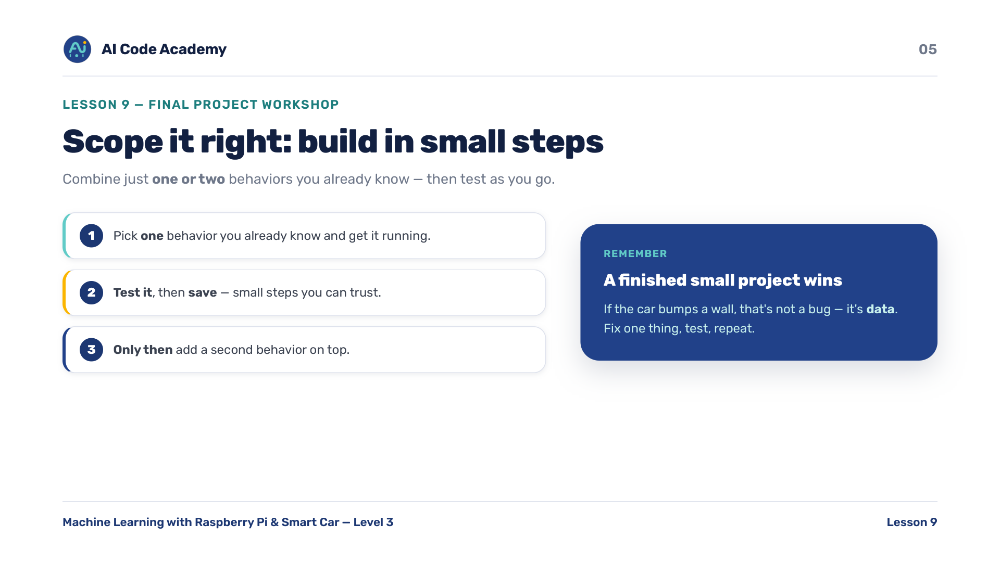 AI Code Academy
05
LESSON 9 — FINAL PROJECT WORKSHOP
Scope it right: build in small steps
Combine just one or two behaviors you already know — then test as you go.
1 Pick one behavior you already know and get it running.
2 Test it, then save — small steps you can trust.
3 Only then add a second behavior on top.
REMEMBER
A finished small project wins
If the car bumps a wall, that's not a bug — it's data.
Fix one thing, test, repeat.
Machine Learning with Raspberry Pi & Smart Car — Level 3
Lesson 9